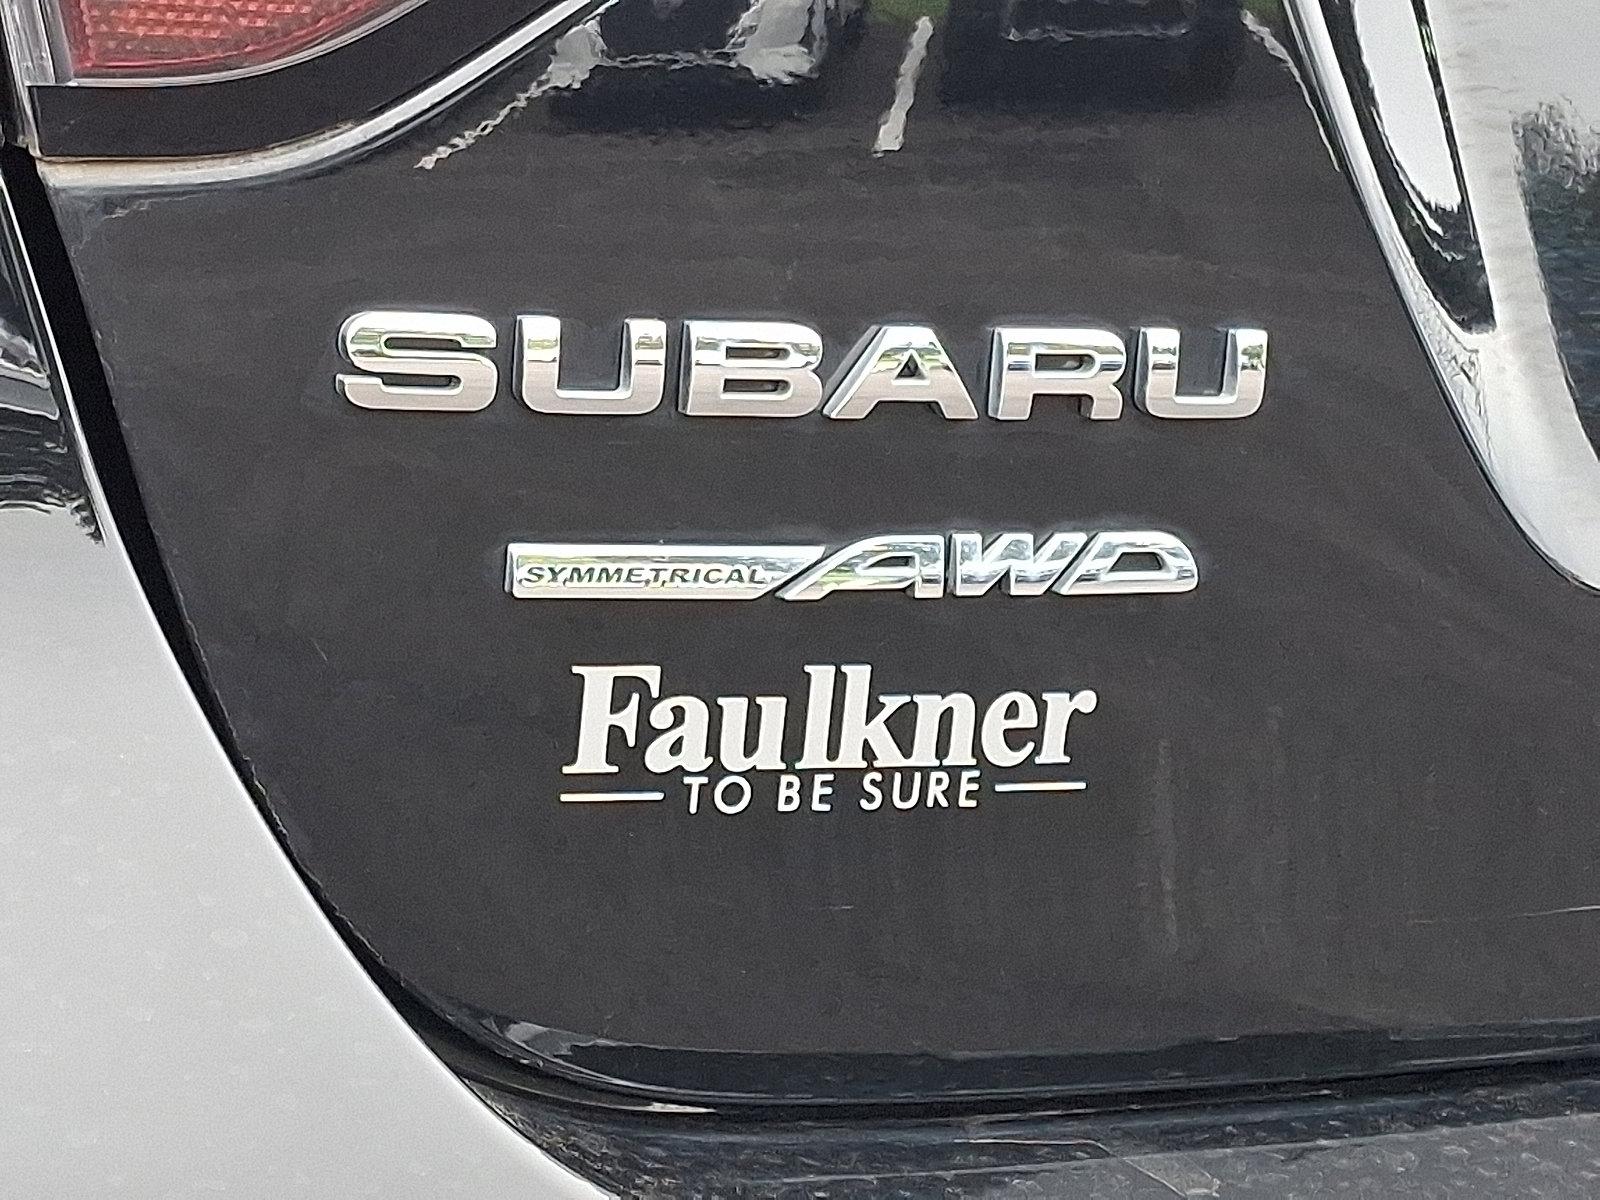 SUBARU
SYMMETRICAL AWD
Faulkner
TO BE SURE